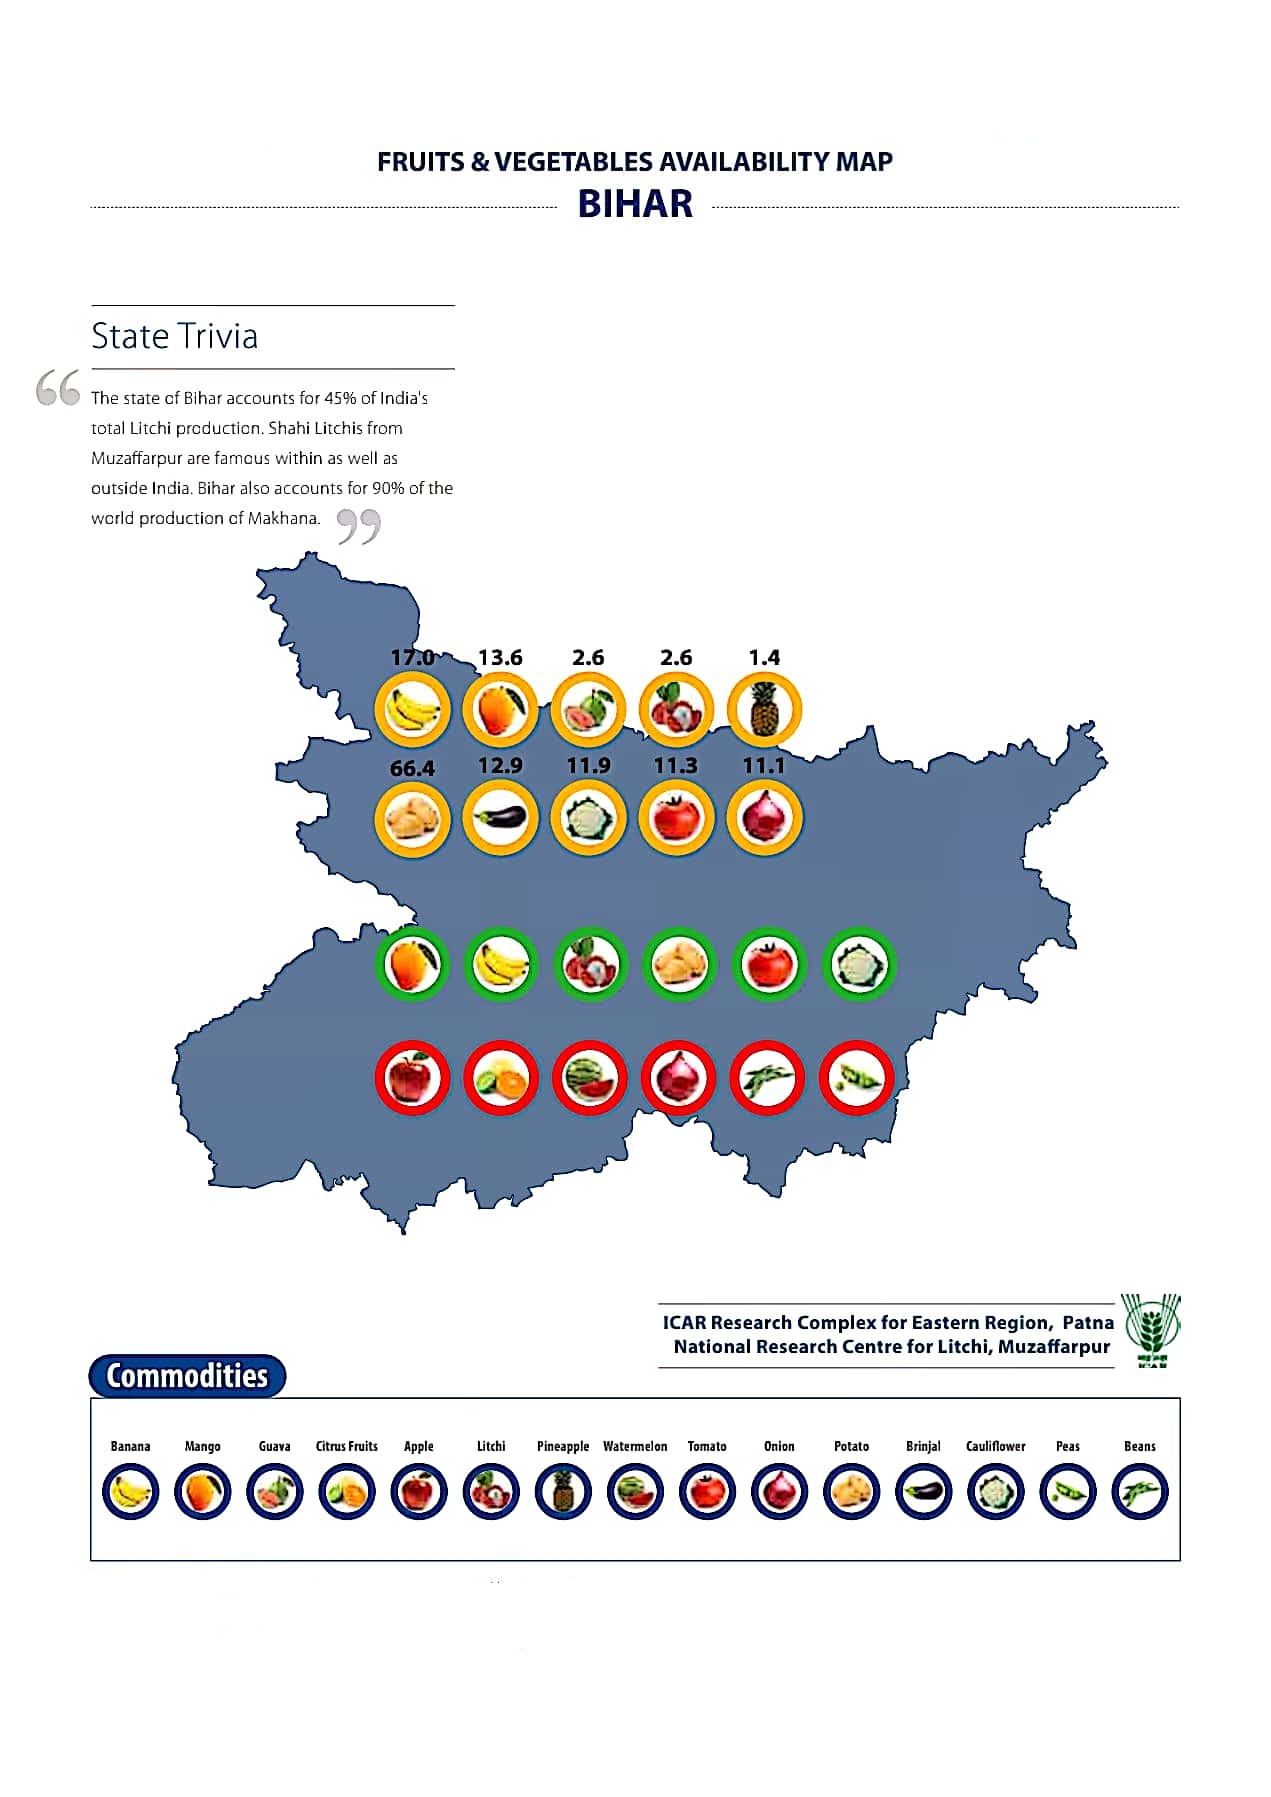 FRUITS & VEGETABLES AVAILABILITY MAP
BIHAR
State Trivia
“ The state of Bihar accounts for 45% of India's
total Litchi production. Shahi Litchis from
Muzaffarpur are famous within as well as
outside India. Bihar also accounts for 90% of the
world production of Makhana. ”
17.0 13.6 2.6 2.6 1.4
66.4 12.9 11.9 11.3 11.1
ICAR Research Complex for Eastern Region, Patna
National Research Centre for Litchi, Muzaffarpur
ICAR
Commodities
Banana Mango Guava Citrus Fruits Apple Litchi Pineapple Watermelon Tomato Onion Potato Brinjal Cauliflower Peas Beans